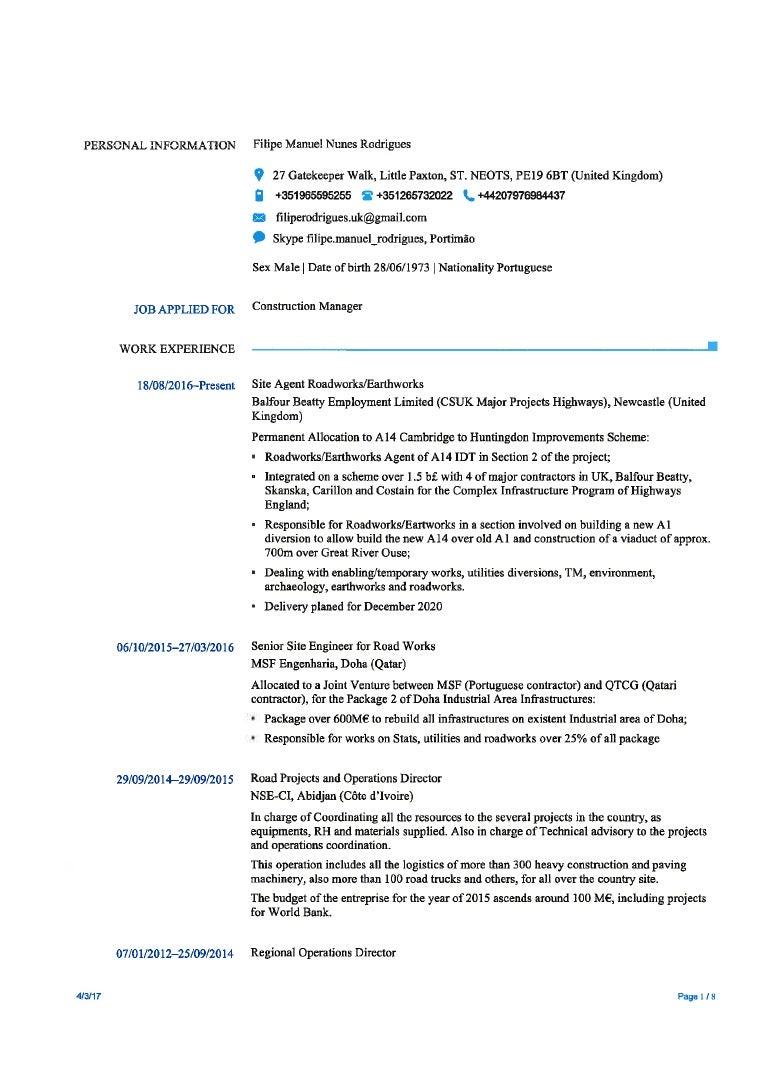 PERSONAL INFORMATION
Filipe Manuel Nunes Rodrigues
27 Gatekeeper Walk, Little Paxton, ST. NEOTS, PE19 6BT (United Kingdom)
+351965595255 +351265732022 +44207976984437
filiperodrigues.uk@gmail.com
Skype filipe.manuel_rodrigues, Portimão
Sex Male | Date of birth 28/06/1973 | Nationality Portuguese
JOB APPLIED FOR
Construction Manager
WORK EXPERIENCE
18/08/2016–Present
Site Agent Roadworks/Earthworks
Balfour Beatty Employment Limited (CSUK Major Projects Highways), Newcastle (United
Kingdom)
Permanent Allocation to A14 Cambridge to Huntingdon Improvements Scheme:
▪ Roadworks/Earthworks Agent of A14 IDT in Section 2 of the project;
▪ Integrated on a scheme over 1.5 b£ with 4 of major contractors in UK, Balfour Beatty,
Skanska, Carillon and Costain for the Complex Infrastructure Program of Highways
England;
▪ Responsible for Roadworks/Eartworks in a section involved on building a new A1
diversion to allow build the new A14 over old A1 and construction of a viaduct of approx.
700m over Great River Ouse;
▪ Dealing with enabling/temporary works, utilities diversions, TM, environment,
archaeology, earthworks and roadworks.
▪ Delivery planed for December 2020
06/10/2015–27/03/2016
Senior Site Engineer for Road Works
MSF Engenharia, Doha (Qatar)
Allocated to a Joint Venture between MSF (Portuguese contractor) and QTCG (Qatari
contractor), for the Package 2 of Doha Industrial Area Infrastructures:
▪ Package over 600M€ to rebuild all infrastructures on existent Industrial area of Doha;
▪ Responsible for works on Stats, utilities and roadworks over 25% of all package
29/09/2014–29/09/2015
Road Projects and Operations Director
NSE-CI, Abidjan (Côte d’Ivoire)
In charge of Coordinating all the resources to the several projects in the country, as
equipments, RH and materials supplied. Also in charge of Technical advisory to the projects
and operations coordination.
This operation includes all the logistics of more than 300 heavy construction and paving
machinery, also more than 100 road trucks and others, for all over the country site.
The budget of the entreprise for the year of 2015 ascends around 100 M€, including projects
for World Bank.
07/01/2012–25/09/2014
Regional Operations Director
4/3/17
Page 1 / 8